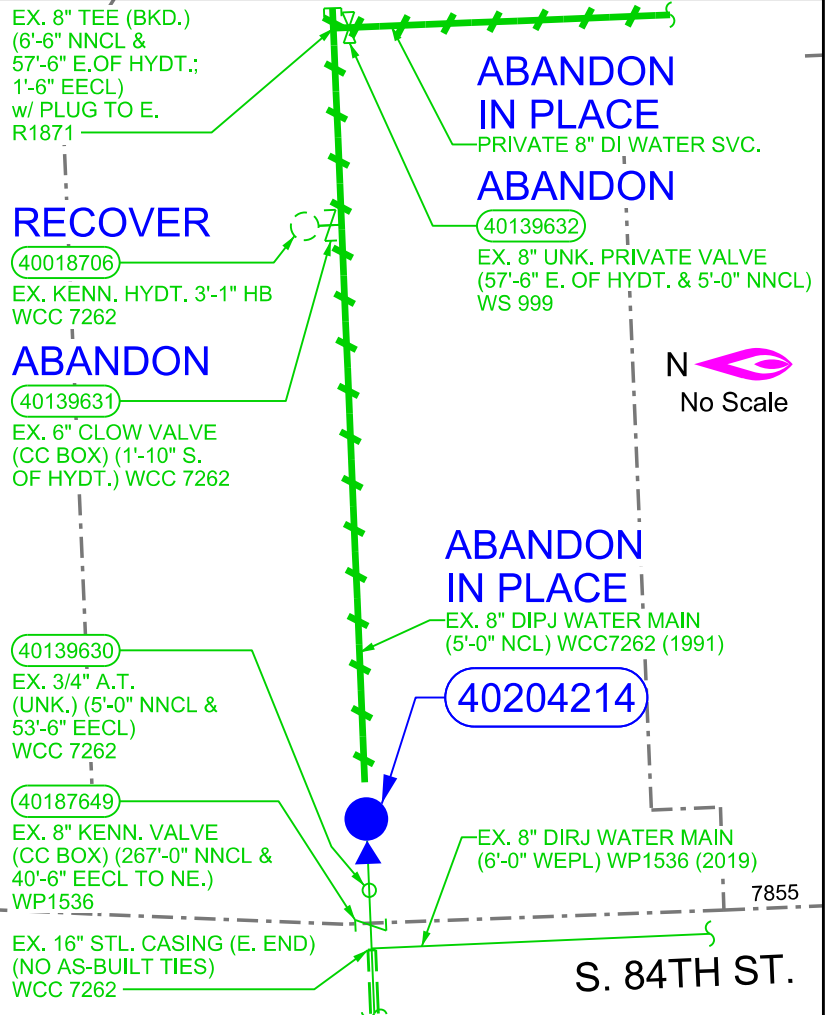 EX. 8" TEE (BKD.)
(6'-6" NNCL &
57'-6" E.OF HYDT.;
1'-6" EECL)
w/ PLUG TO E.
R1871
ABANDON
IN PLACE
PRIVATE 8" DI WATER SVC.
ABANDON
40139632
EX. 8" UNK. PRIVATE VALVE
(57'-6" E. OF HYDT. & 5'-0" NNCL)
WS 999
RECOVER
40018706
EX. KENN. HYDT. 3'-1" HB
WCC 7262
ABANDON
40139631
EX. 6" CLOW VALVE
(CC BOX) (1'-10" S.
OF HYDT.) WCC 7262
N
No Scale
ABANDON
IN PLACE
EX. 8" DIPJ WATER MAIN
(5'-0" NCL) WCC7262 (1991)
40139630
EX. 3/4" A.T.
(UNK.) (5'-0" NNCL &
53'-6" EECL)
WCC 7262
40204214
40187649
EX. 8" KENN. VALVE
(CC BOX) (267'-0" NNCL &
40'-6" EECL TO NE.)
WP1536
EX. 8" DIRJ WATER MAIN
(6'-0" WEPL) WP1536 (2019)
7855
EX. 16" STL. CASING (E. END)
(NO AS-BUILT TIES)
WCC 7262
S. 84TH ST.